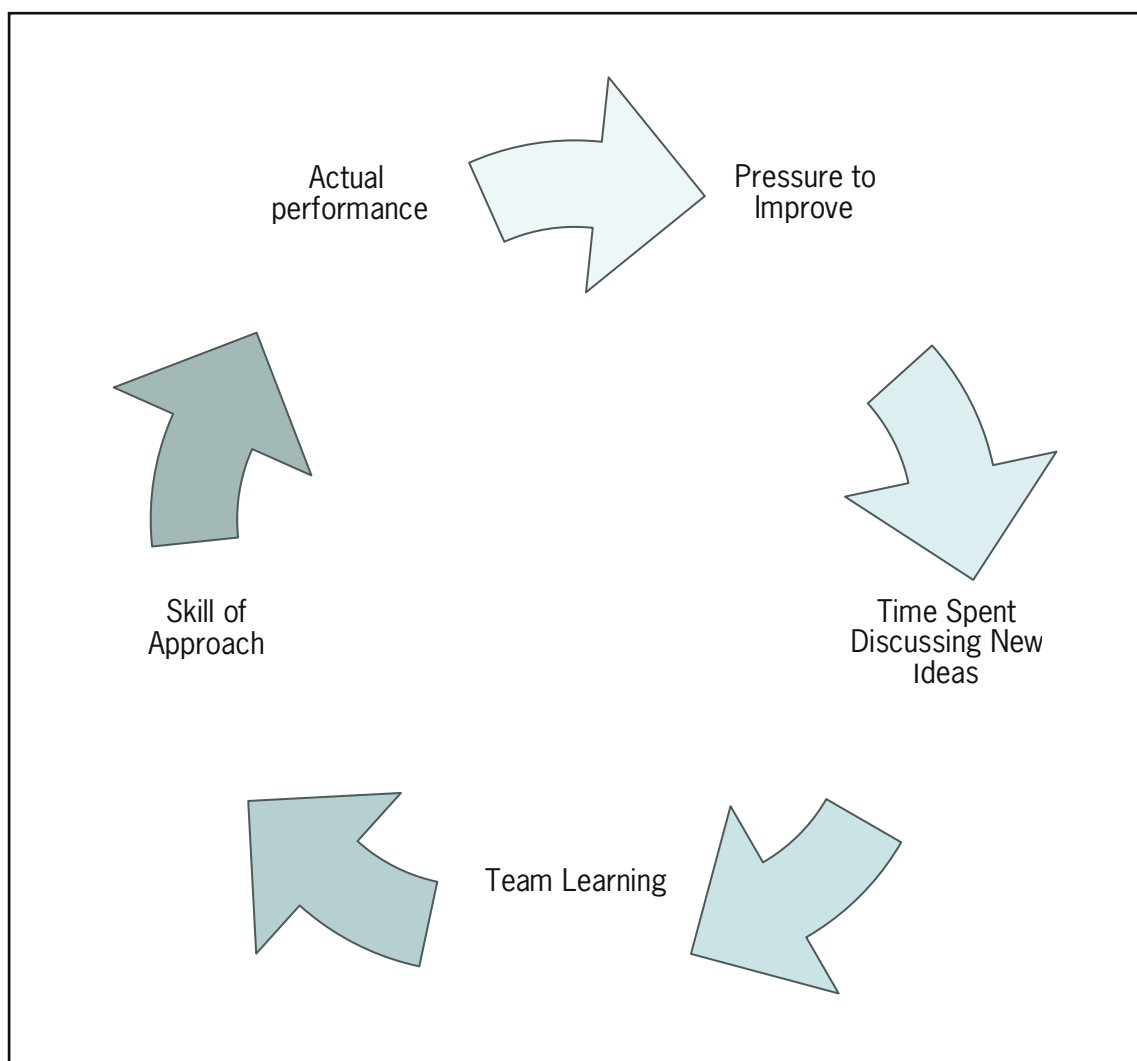 Actual
performance
Pressure to
Improve
Time Spent
Discussing New
Ideas
Team Learning
Skill of
Approach